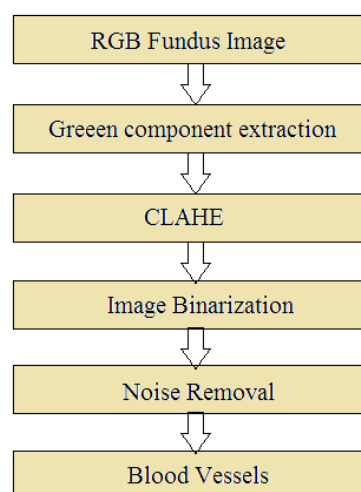 RGB Fundus Image
Greeen component extraction
CLAHE
Image Binarization
Noise Removal
Blood Vessels